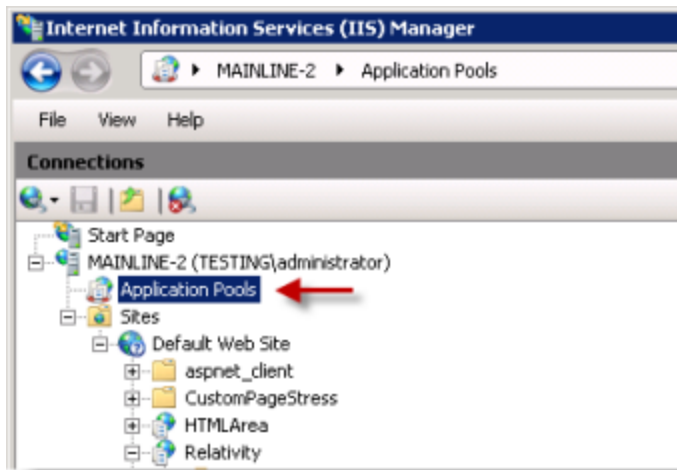 Internet Information Services (IIS) Manager
MAINLINE-2 Application Pools
File View Help
Connections
Start Page
MAINLINE-2 (TESTING\administrator)
Application Pools
Sites
Default Web Site
aspnet_client
CustomPageStress
HTMLArea
Relativity